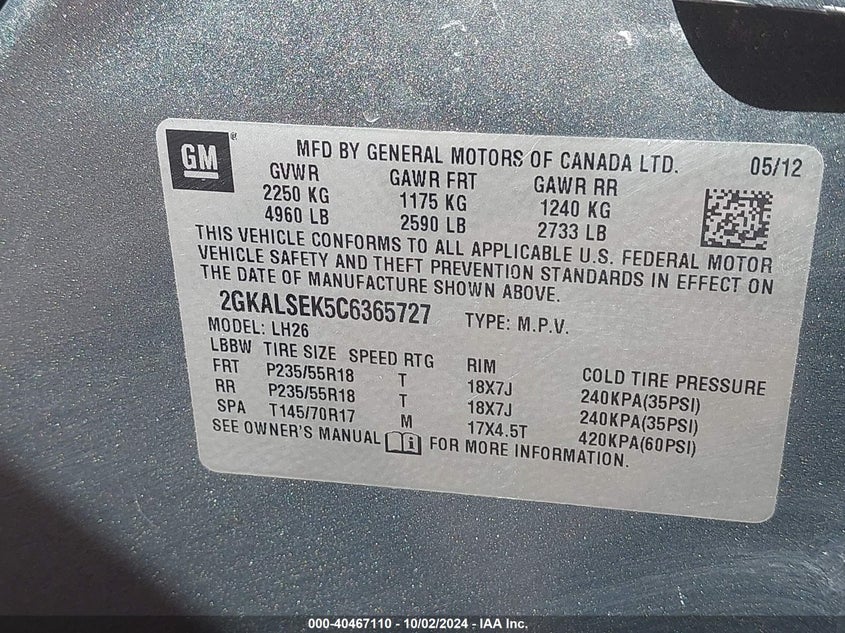 GM®
MFD BY GENERAL MOTORS OF CANADA LTD. 05/12
GVWR GAWR FRT GAWR RR
2250 KG 1175 KG 1240 KG
4960 LB 2590 LB 2733 LB
THIS VEHICLE CONFORMS TO ALL APPLICABLE U.S. FEDERAL MOTOR
VEHICLE SAFETY AND THEFT PREVENTION STANDARDS IN EFFECT ON
THE DATE OF MANUFACTURE SHOWN ABOVE.
2GKALSEK5C6365727 TYPE: M.P.V.
MODEL: LH26
LBBW TIRE SIZE SPEED RTG RIM COLD TIRE PRESSURE
FRT P235/55R18 T 18X7J 240KPA(35PSI)
RR P235/55R18 T 18X7J 240KPA(35PSI)
SPA T145/70R17 M 17X4.5T 420KPA(60PSI)
SEE OWNER'S MANUAL FOR MORE INFORMATION.
000-40467110 - 10/02/2024 - IAA Inc.